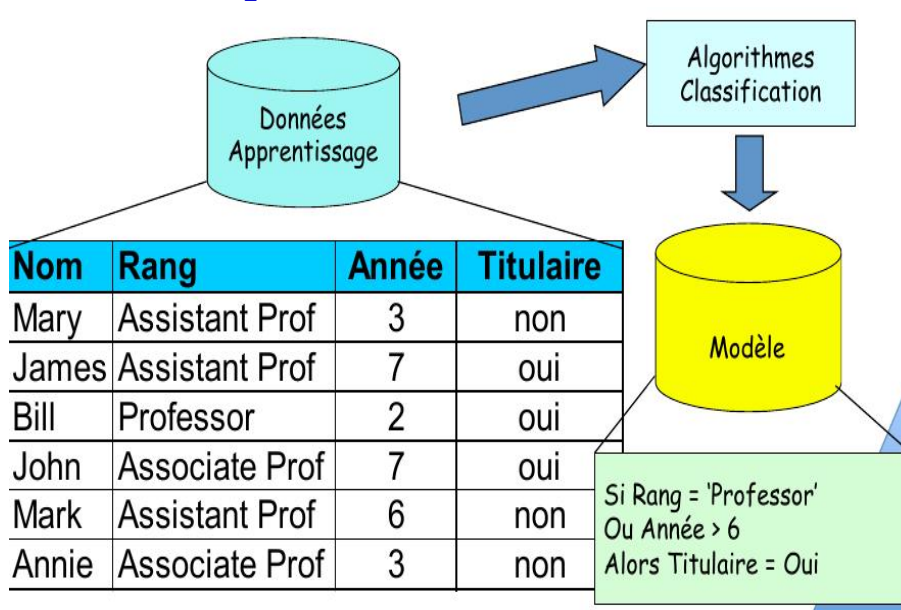 Données
Apprentissage
Algorithmes
Classification
Nom Rang Année Titulaire
Mary Assistant Prof 3 non
James Assistant Prof 7 oui
Bill Professor 2 oui
John Associate Prof 7 oui
Mark Assistant Prof 6 non
Annie Associate Prof 3 non
Modèle
Si Rang = ‘Professor’
Ou Année > 6
Alors Titulaire = Oui